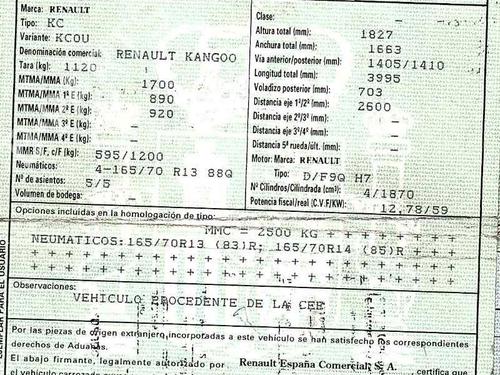 Marca: RENAULT
Tipo: KC
Variante: KCOU
Denominación comercial: RENAULT KANGOO
Tara (kg): 1120
MTMA/MMA (Kg): 1700
MTMA/MMA 1º E (kg): 890
MTMA/MMA 2º E (kg): 920
MTMA/MMA 3º E (kg): –
MTMA/MMA 4º E (kg): –
MMR S/F, c/F (kg): 595/1200
Neumáticos: 4-165/70 R13 88Q
Nº de asientos: 5/5
Volumen de bodega: –
Clase: –
Altura total (mm): 1827
Anchura total (mm): 1663
Vía anterior/posterior (mm): 1405/1410
Longitud total (mm): 3995
Voladizo posterior (mm): 703
Distancia eje 1º/2º (mm): 2600
Distancia eje 2º/3º (mm): –
Distancia eje 3º/4º (mm): –
Distancia 5ª rueda/últ. (mm): –
Motor: Marca: RENAULT
Tipo: D/F9Q H7
Nº Cilindros/Cilindrada (cm³): 4/1870
Potencia fiscal/real (C.V.F/KW): 12,78/59
Opciones incluidas en la homologación de tipo:
MMC = 2500 KG + + + + + + +
NEUMATICOS:165/70R13 (83)R; 165/70R14 (85)R + + +
+ + + + + + + + + + + + + + + + + + + + + +
+ + + + + + + + + + + + + + + + + + + + + +
Observaciones:
VEHICULO PROCEDENTE DE LA CEE
Por las piezas de origen extranjero incorporadas a este vehículo se han satisfecho los correspondientes
derechos de Aduanas.
El abajo firmante, legalmente autorizado por Renault España Comercial, S. A. certifica que
el vehículo
EJEMPLAR PARA EL USUARIO